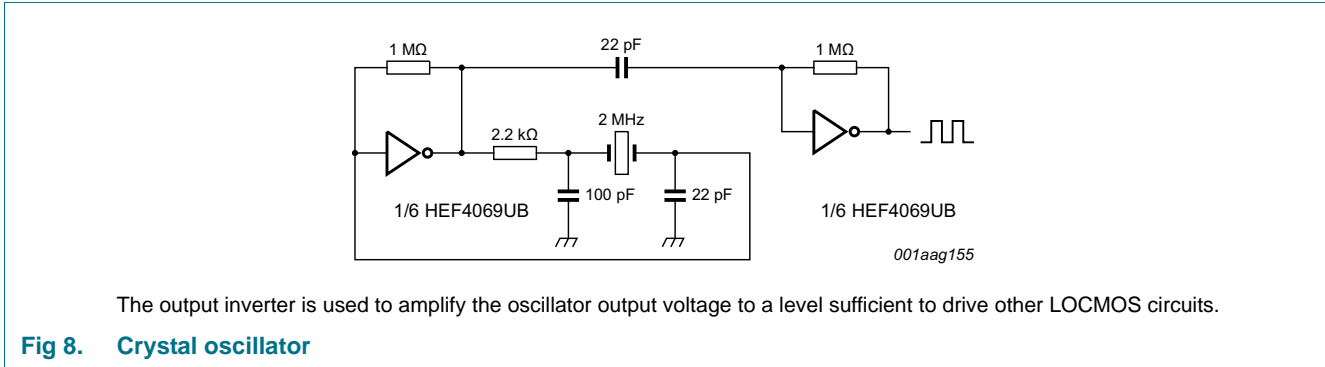 1 MΩ
22 pF
1 MΩ
2.2 kΩ
2 MHz
100 pF
22 pF
1/6 HEF4069UB
1/6 HEF4069UB
001aag155
The output inverter is used to amplify the oscillator output voltage to a level sufficient to drive other LOCMOS circuits.
Fig 8. Crystal oscillator